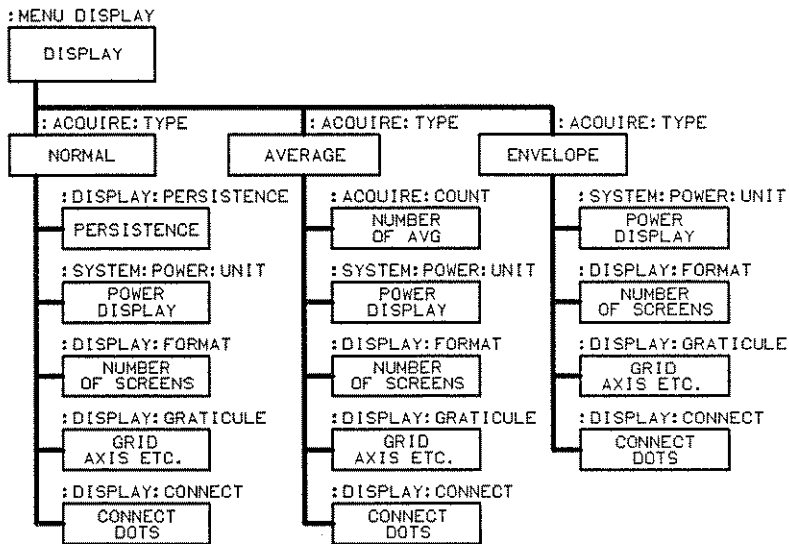 :MENU DISPLAY
DISPLAY
:ACQUIRE:TYPE
NORMAL
:DISPLAY:PERSISTENCE
PERSISTENCE
:SYSTEM:POWER:UNIT
POWER
DISPLAY
:DISPLAY:FORMAT
NUMBER
OF SCREENS
:DISPLAY:GRATICULE
GRID
AXIS ETC.
:DISPLAY:CONNECT
CONNECT
DOTS
:ACQUIRE:TYPE
AVERAGE
:ACQUIRE:COUNT
NUMBER
OF AVG
:SYSTEM:POWER:UNIT
POWER
DISPLAY
:DISPLAY:FORMAT
NUMBER
OF SCREENS
:DISPLAY:GRATICULE
GRID
AXIS ETC.
:DISPLAY:CONNECT
CONNECT
DOTS
:ACQUIRE:TYPE
ENVELOPE
:SYSTEM:POWER:UNIT
POWER
DISPLAY
:DISPLAY:FORMAT
NUMBER
OF SCREENS
:DISPLAY:GRATICULE
GRID
AXIS ETC.
:DISPLAY:CONNECT
CONNECT
DOTS